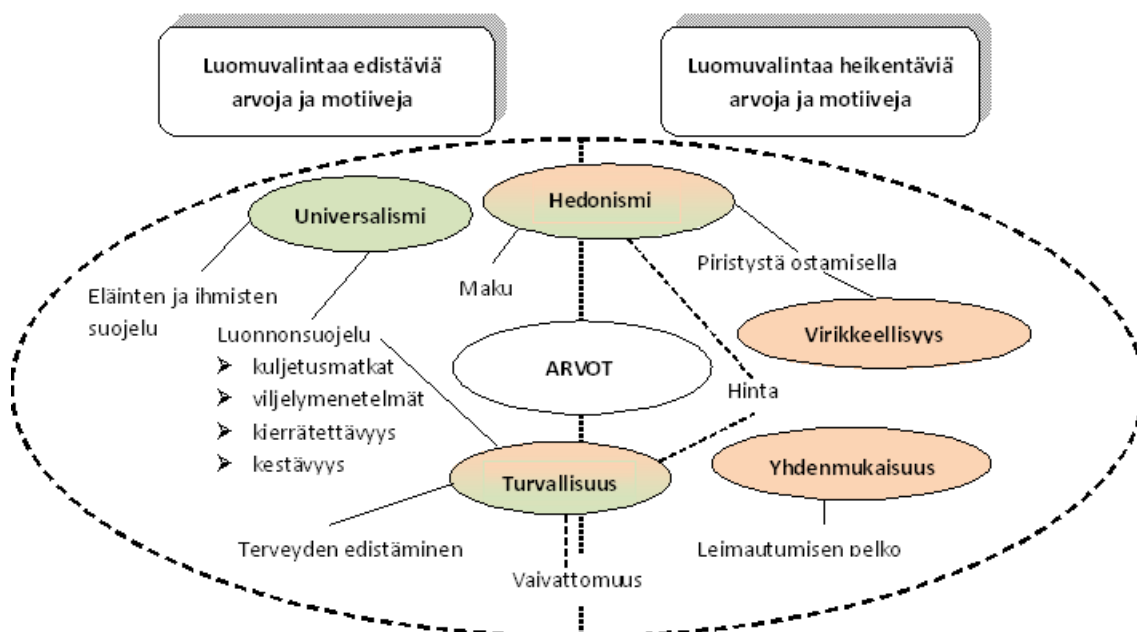 Luomuvalintaa edistäviä
arvoja ja motiiveja
Luomuvalintaa heikentäviä
arvoja ja motiiveja
Universalismi
Hedonismi
Eläinten ja ihmisten
suojelu
Maku
Piristystä ostamisella
Luonnonsuojelu
➤ kuljetusmatkat
➤ viljelymenetelmät
➤ kierrätettävyys
➤ kestävyys
ARVOT
Virikkeellisyys
Hinta
Turvallisuus
Yhdenmukaisuus
Terveyden edistäminen
Vaivattomuus
Leimautumisen pelko